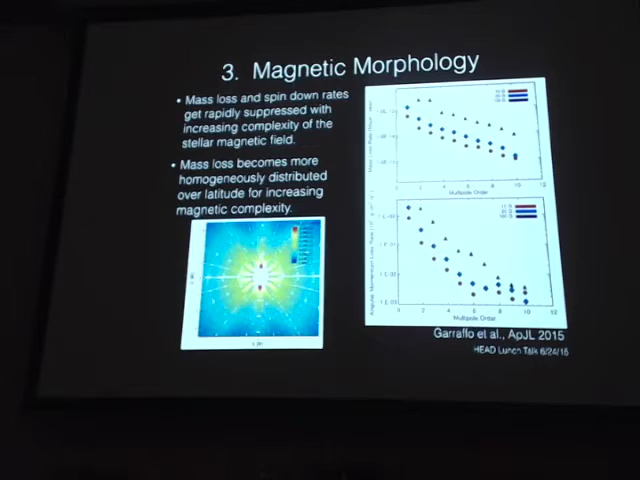 3. Magnetic Morphology
• Mass loss and spin down rates
get rapidly suppressed with
increasing complexity of the
stellar magnetic field.
• Mass loss becomes more
homogeneously distributed
over latitude for increasing
magnetic complexity.
Multipole Order
Multipole Order
Garraffo et al., ApJL 2015
HEAD Lunch Talk 6/24/15